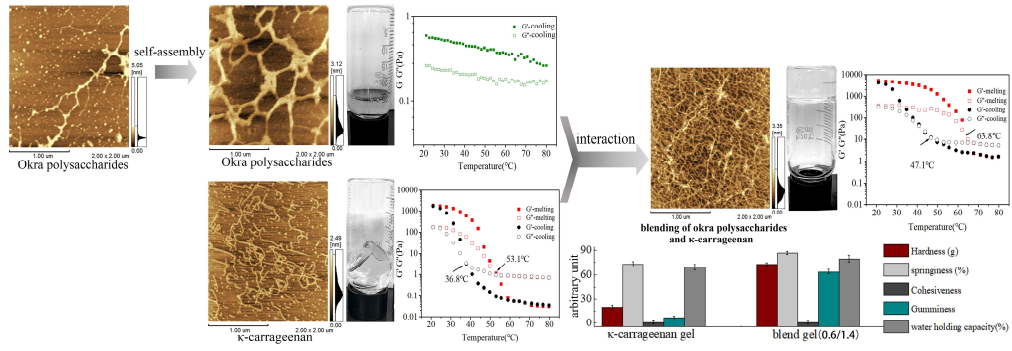 5.05
[nm]
0.00
1.00 um
2.00 x 2.00 um
Okra polysaccharides
self-assembly
3.12
[nm]
0.00
1.00 um
2.00 x 2.00 um
Okra polysaccharides
G' G"(Pa)
1
0.1
G'-cooling
G"-cooling
20 30 40 50 60 70 80
Temperature(°C)
2.49
[nm]
0.00
1.00 um
2.00 x 2.00 um
κ-carrageenan
G' G"(Pa)
10000
1000
100
10
1
0.1
0.01
G'-melting
G"-melting
G'-cooling
G"-cooling
53.1°C
36.8°C
20 30 40 50 60 70 80
Temperature(°C)
interaction
3.35
[nm]
0.00
1.00 um
2.00 x 2.00 um
blending of okra polysaccharides
and κ-carrageenan
G' G"(Pa)
10000
1000
100
10
1
0.1
0.01
G'-melting
G"-melting
G'-cooling
G"-cooling
63.8°C
47.1°C
20 30 40 50 60 70 80
Temperature(°C)
arbitrary unit
90
60
30
0
κ-carrageenan gel
blend gel(0.6/1.4)
Hardness (g)
springiness (%)
Cohesiveness
Gumminess
water holding capacity(%)